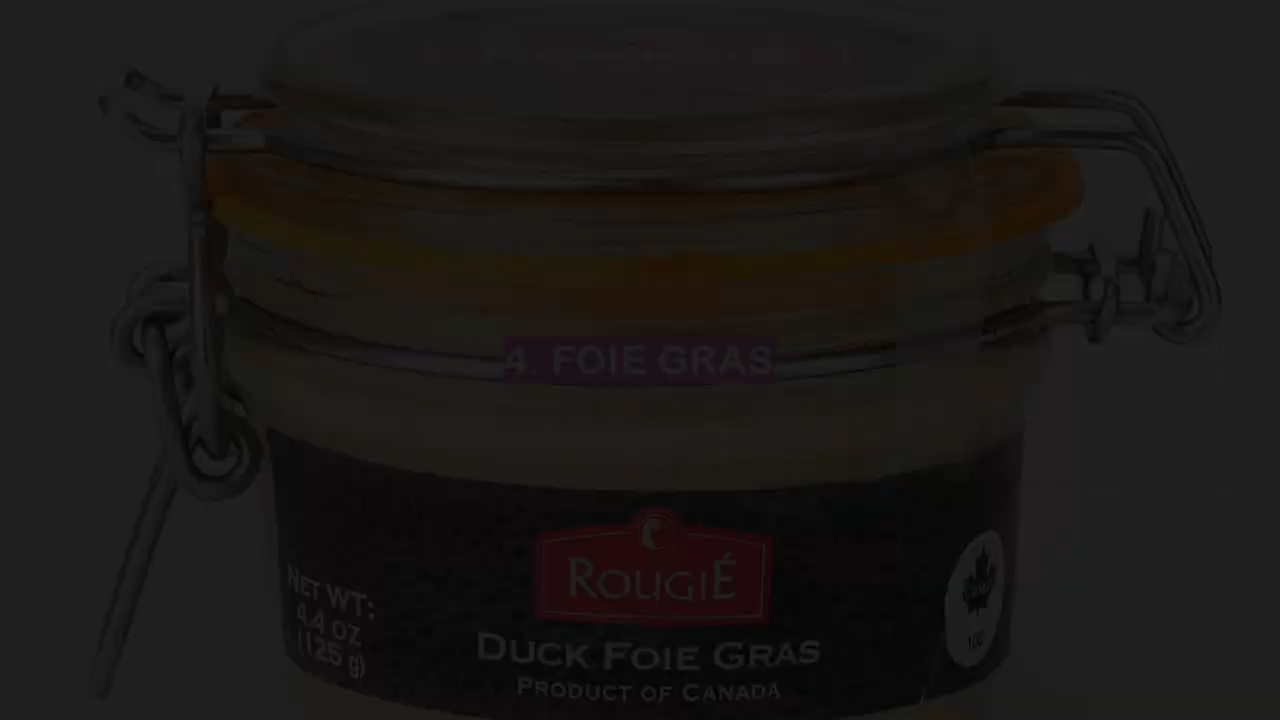 4. FOIE GRAS
ROUGIÉ
NET WT:
4.4 OZ
(125 g)
DUCK FOIE GRAS
PRODUCT OF CANADA